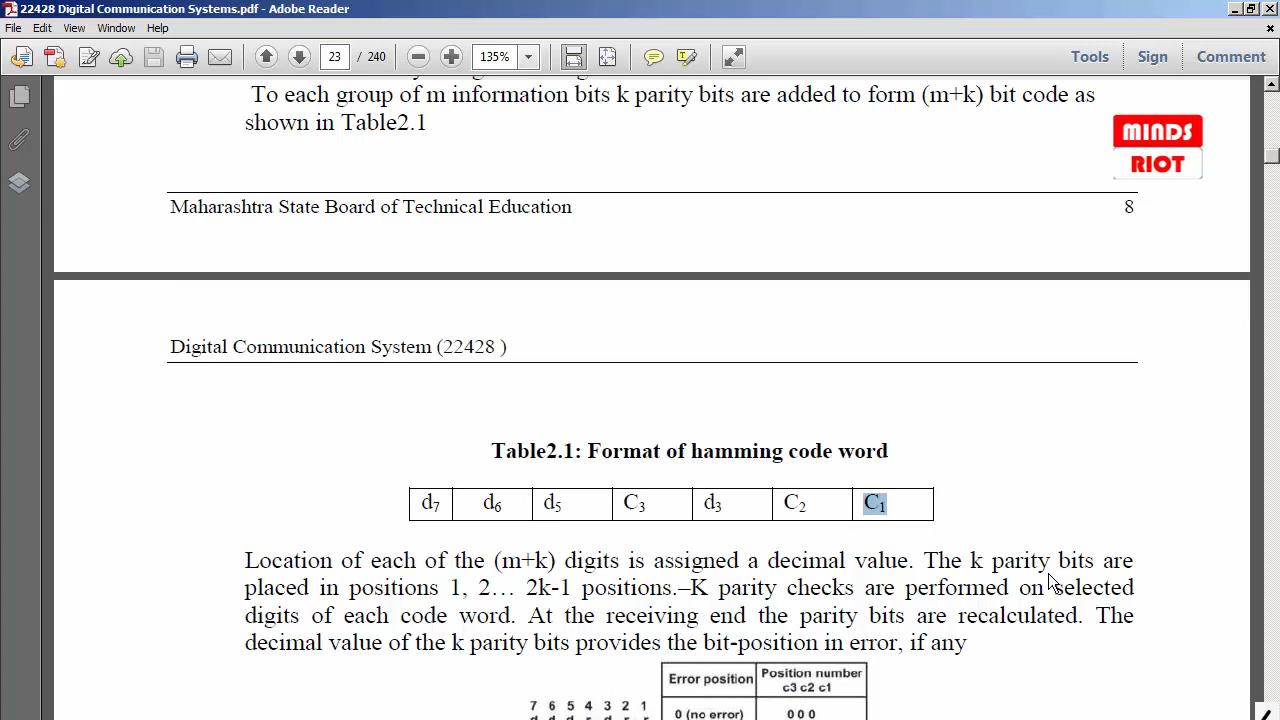 22428 Digital Communication Systems.pdf - Adobe Reader
File Edit View Window Help
23 / 240 135% Tools Sign Comment
To each group of m information bits k parity bits are added to form (m+k) bit code as
shown in Table2.1
MINDS
RIOT
Maharashtra State Board of Technical Education 8
Digital Communication System (22428 )
Table2.1: Format of hamming code word
d7 d6 d5 C3 d3 C2 C1
Location of each of the (m+k) digits is assigned a decimal value. The k parity bits are
placed in positions 1, 2… 2k-1 positions.–K parity checks are performed on selected
digits of each code word. At the receiving end the parity bits are recalculated. The
decimal value of the k parity bits provides the bit-position in error, if any
Error position Position number
c3 c2 c1
7 6 5 4 3 2 1
0 (no error) 0 0 0